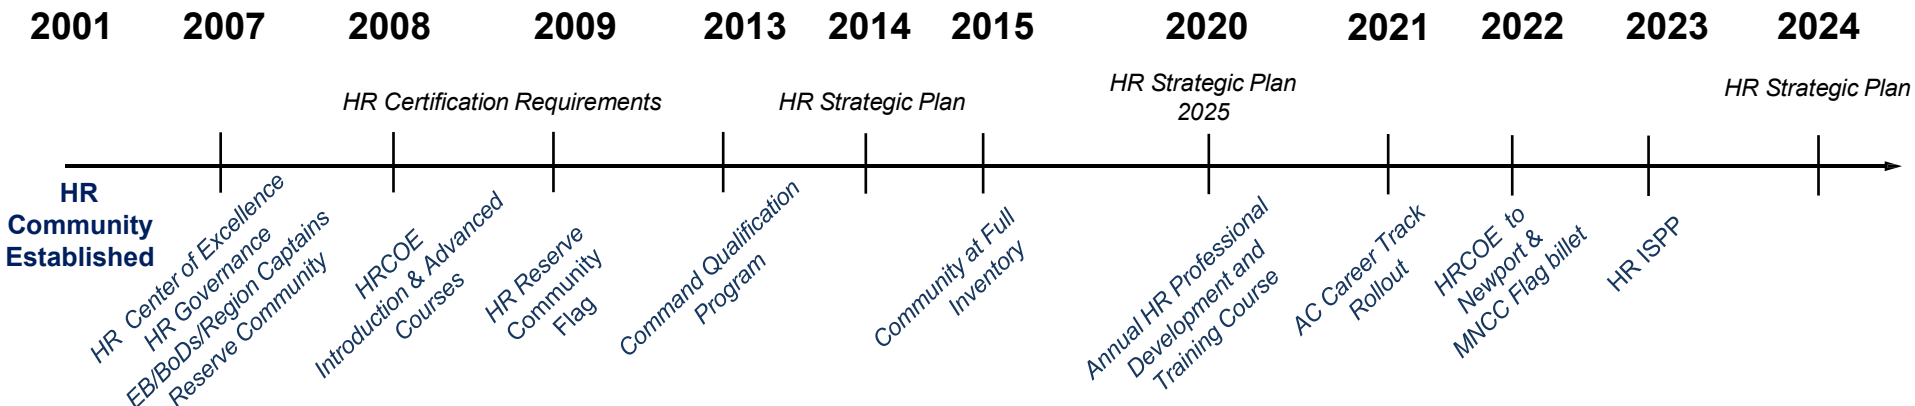 2001 2007 2008 2009 2013 2014 2015 2020 2021 2022 2023 2024
HR Certification Requirements
HR Strategic Plan
HR Strategic Plan
2025
HR Strategic Plan
HR
Community
Established
HR Center of Excellence
HR Governance
EB/BoDs/Region Captains
Reserve Community
HRCOE
Introduction & Advanced
Courses
HR Reserve
Community
Flag
Command Qualification
Program
Community at Full
Inventory
Annual HR Professional
Development and
Training Course
AC Career Track
Rollout
HRCOE to
Newport &
MNCC Flag billet
HR ISPP